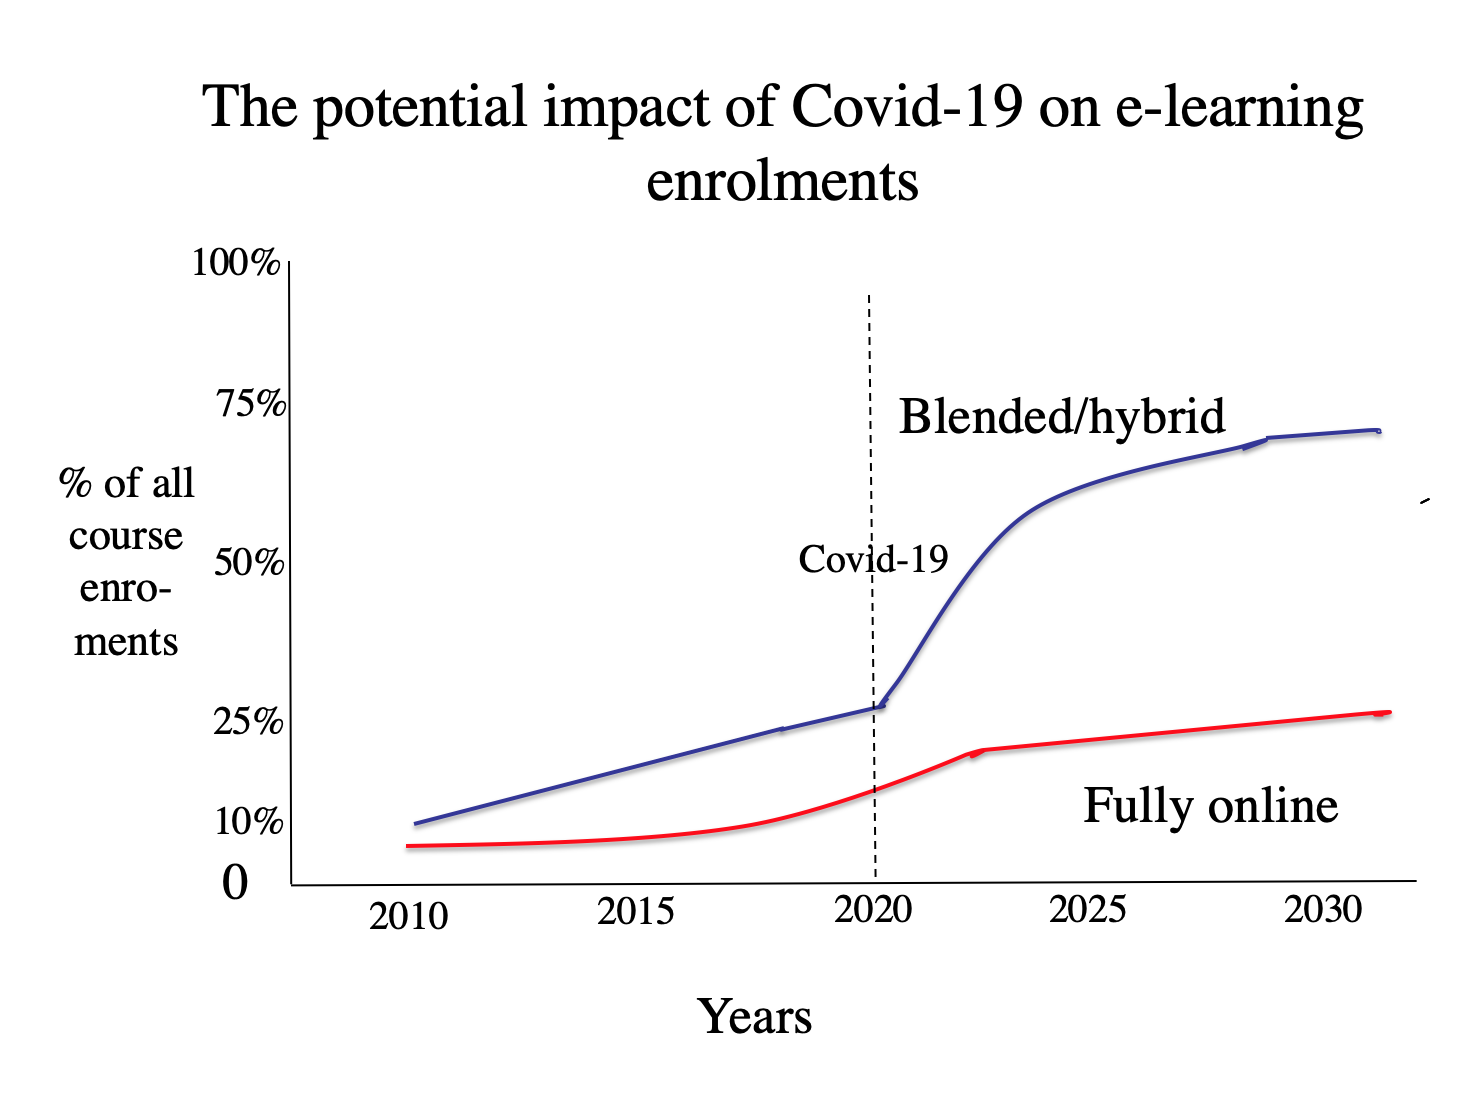 The potential impact of Covid-19 on e-learning
enrolments
100%
75%
Blended/hybrid
% of all
course
enro-
ments
50%
Covid-19
25%
10%
Fully online
0
2010
2015
2020
2025
2030
Years